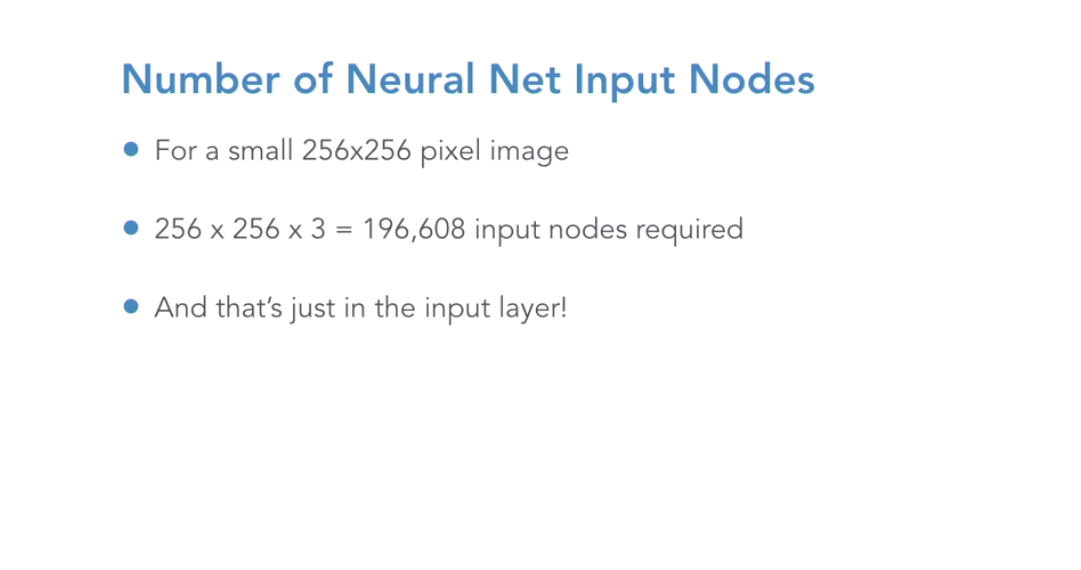 Number of Neural Net Input Nodes
• For a small 256x256 pixel image
• 256 x 256 x 3 = 196,608 input nodes required
• And that’s just in the input layer!